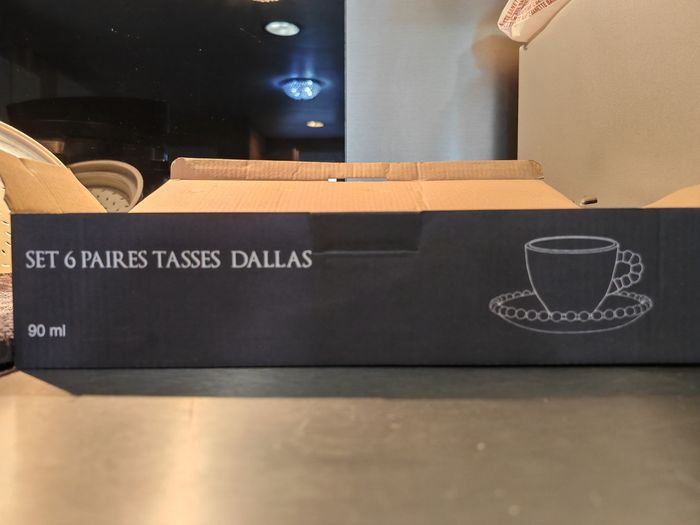 SET 6 PAIRES TASSES DALLAS
90 ml